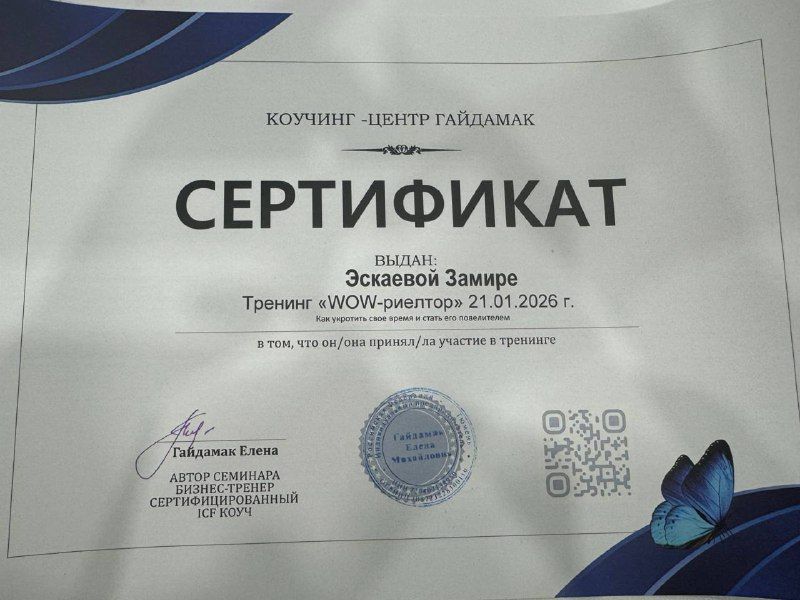 КОУЧИНГ -ЦЕНТР ГАЙДАМАК
СЕРТИФИКАТ
ВЫДАН:
Эскаевой Замире
Тренинг «WOW-риелтор» 21.01.2026 г.
Как укротить свое время и стать его повелителем
в том, что он/она принял/ла участие в тренинге
Гайдамак Елена
АВТОР СЕМИНАРА
БИЗНЕС-ТРЕНЕР
СЕРТИФИЦИРОВАННЫЙ
ICF КОУЧ
Гайдамак
Елена
Михайловна